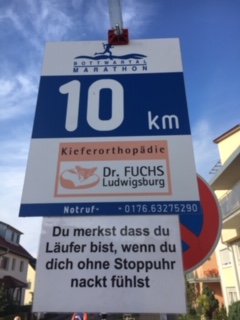 BOTTWARTAL
MARATHON
10 km
Kieferorthopädie
Dr. FUCHS
Ludwigsburg
Notruf- -0176.63275290
Du merkst dass du
Läufer bist, wenn du
dich ohne Stoppuhr
nackt fühlst